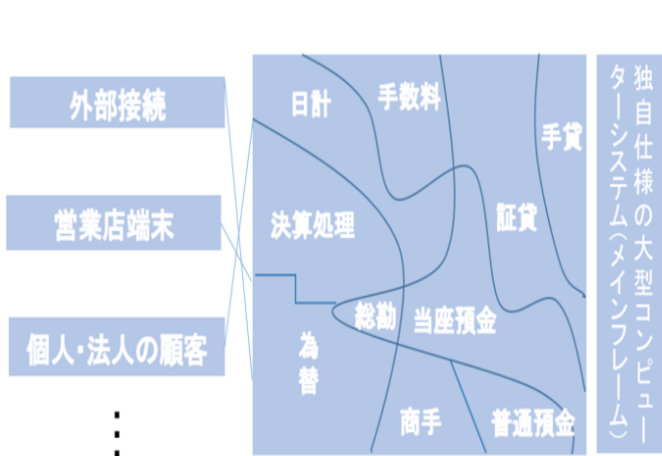 外部接続
営業店端末
個人・法人の顧客
日計
手数料
手貸
決算処理
証貸
総勘
当座預金
為
替
商手
普通預金
独自仕様の大型コンピュー
ターシステム(メインフレーム)